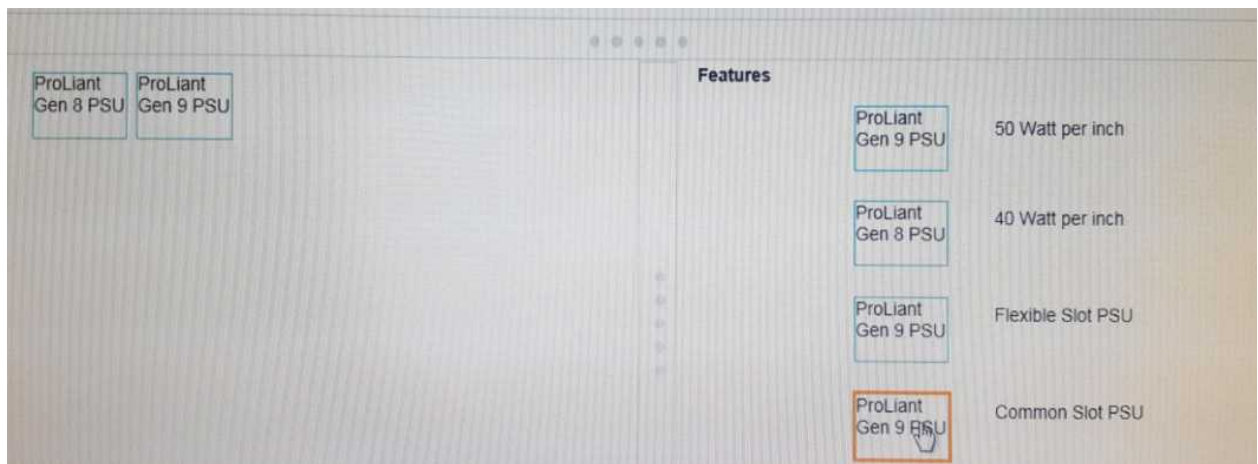 ProLiant
Gen 8 PSU
ProLiant
Gen 9 PSU
Features
ProLiant
Gen 9 PSU
50 Watt per inch
ProLiant
Gen 8 PSU
40 Watt per inch
ProLiant
Gen 9 PSU
Flexible Slot PSU
ProLiant
Gen 9 PSU
Common Slot PSU